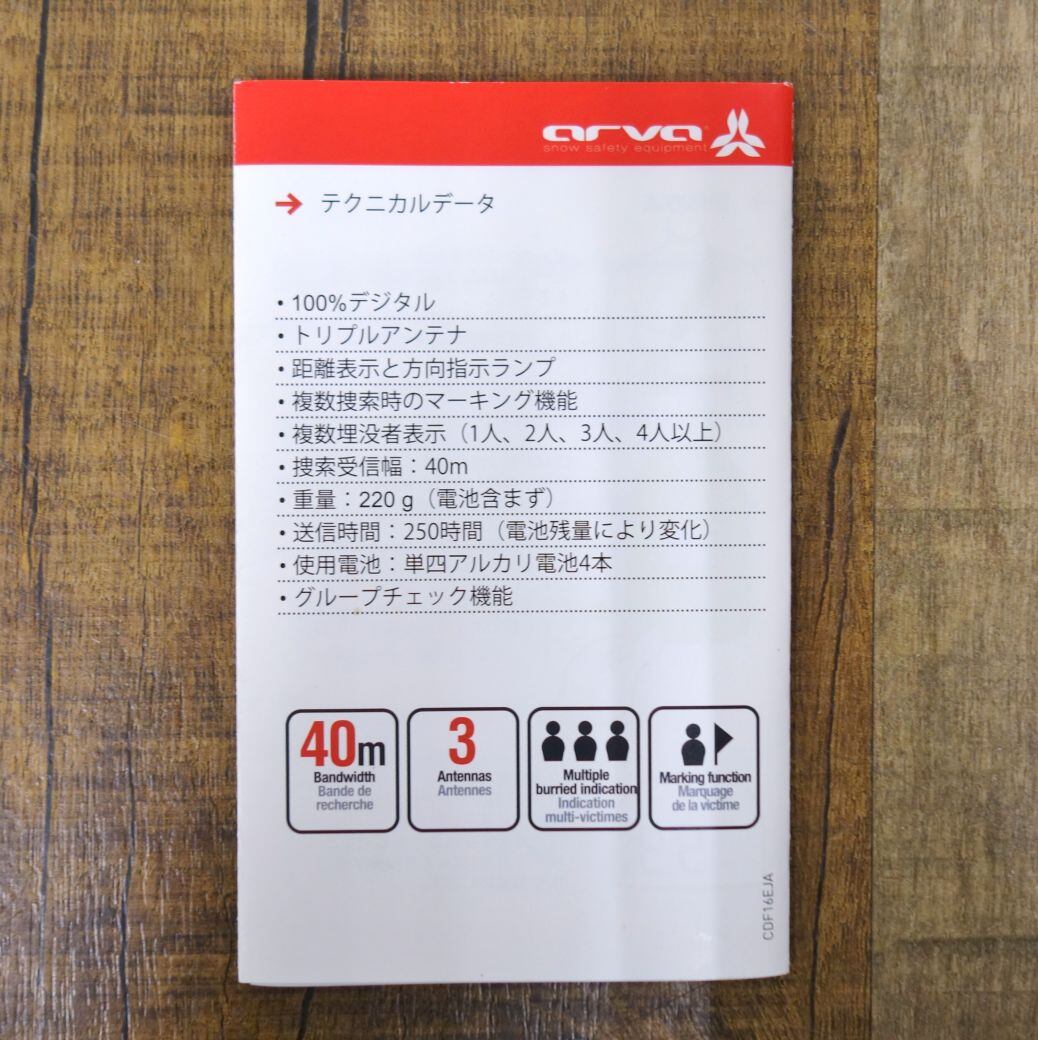 arva
snow safety equipment
→ テクニカルデータ
・100%デジタル
・トリプルアンテナ
・距離表示と方向指示ランプ
・複数捜索時のマーキング機能
・複数埋没者表示（1人、2人、3人、4人以上）
・捜索受信幅：40m
・重量：220 g（電池含まず）
・送信時間：250時間（電池残量により変化）
・使用電池：単四アルカリ電池4本
・グループチェック機能
40m
Bandwidth
Bande de
recherche
3
Antennas
Antennes
Multiple
burried indication
Indication
multi-victimes
Marking function
Marquage
de la victime
CDF16EJA